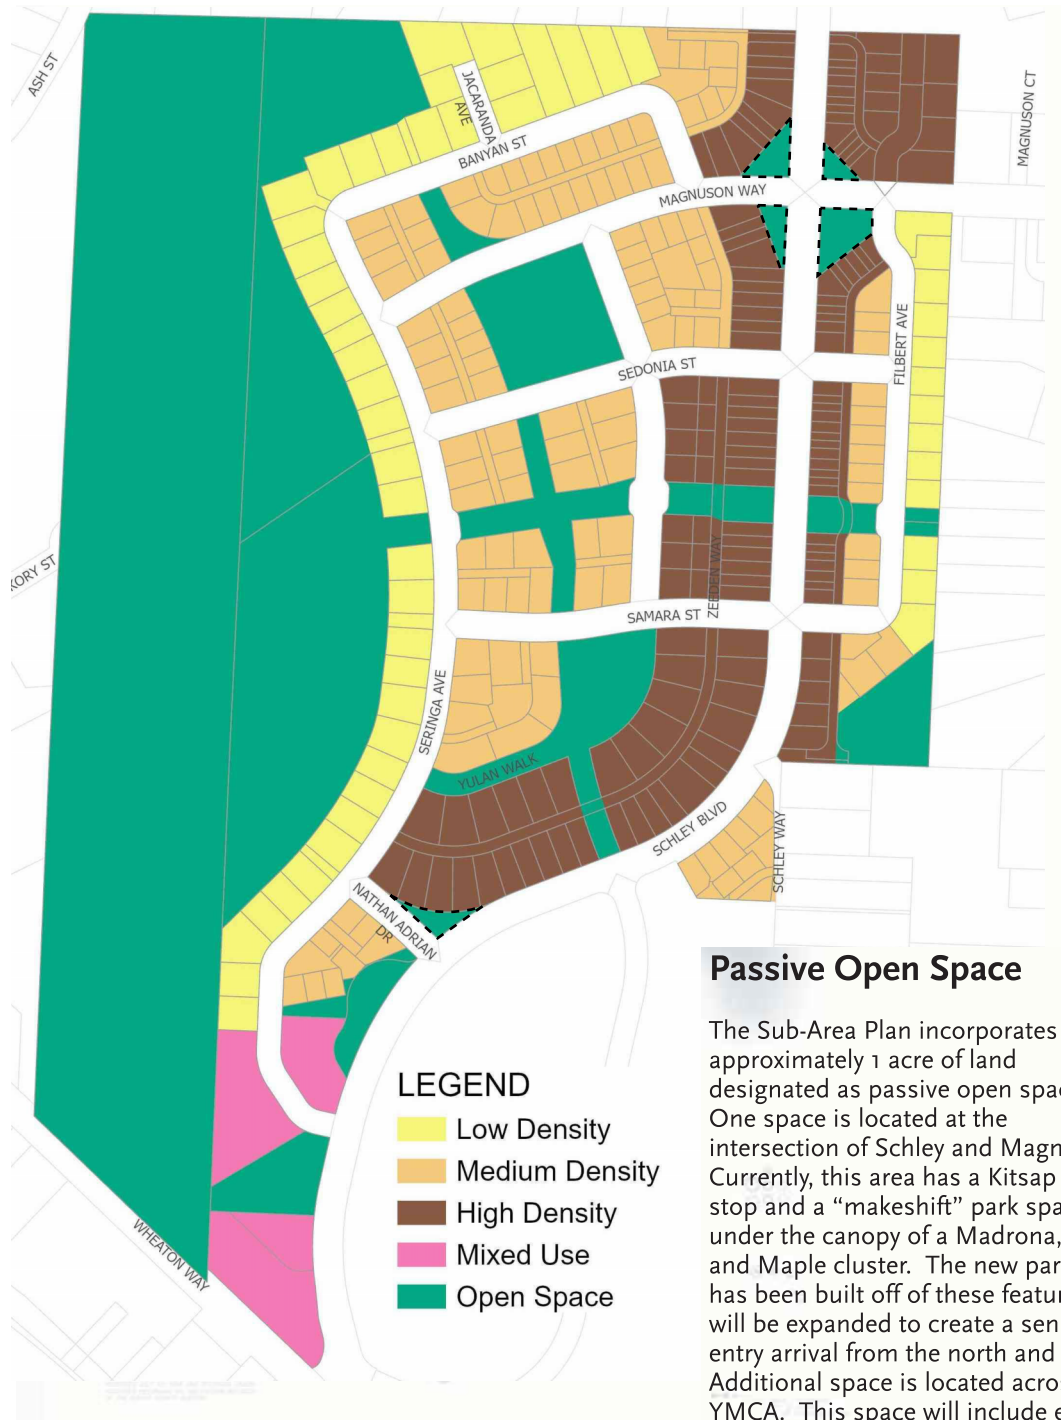 ASH ST
JACARANDA
AVE
MAGNUSON CT
BANYAN ST
MAGNUSON WAY
FILBERT AVE
SEDONIA ST
KORY ST
ZEEDEN WAY
SAMARA ST
SERINGA AVE
YULAN WALK
SCHLEY BLVD
SCHLEY WAY
NATHAN ADRIAN
DR
WHEATON WAY
LEGEND
Low Density
Medium Density
High Density
Mixed Use
Open Space
Passive Open Space
The Sub-Area Plan incorporates
approximately 1 acre of land
designated as passive open spac
One space is located at the
intersection of Schley and Magn
Currently, this area has a Kitsap
stop and a “makeshift” park spa
under the canopy of a Madrona,
and Maple cluster. The new par
has been built off of these featur
will be expanded to create a sen
entry arrival from the north and
Additional space is located acro
YMCA. This space will include e